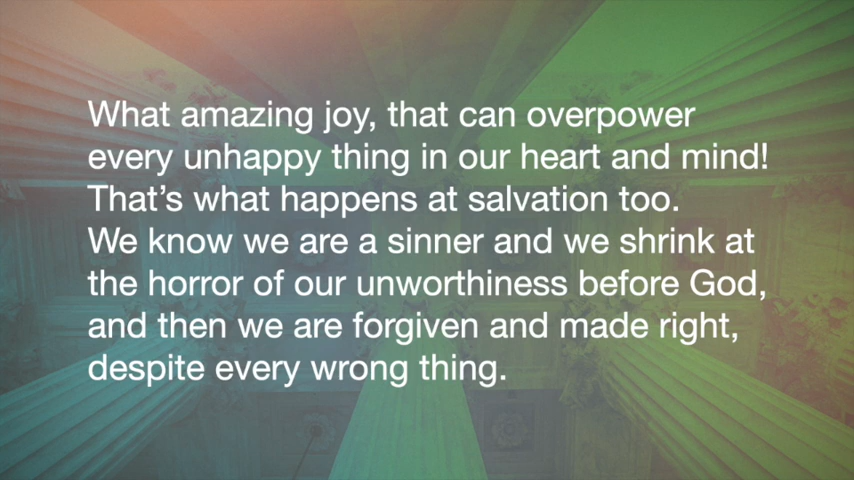 What amazing joy, that can overpower
every unhappy thing in our heart and mind!
That’s what happens at salvation too.
We know we are a sinner and we shrink at
the horror of our unworthiness before God,
and then we are forgiven and made right,
despite every wrong thing.